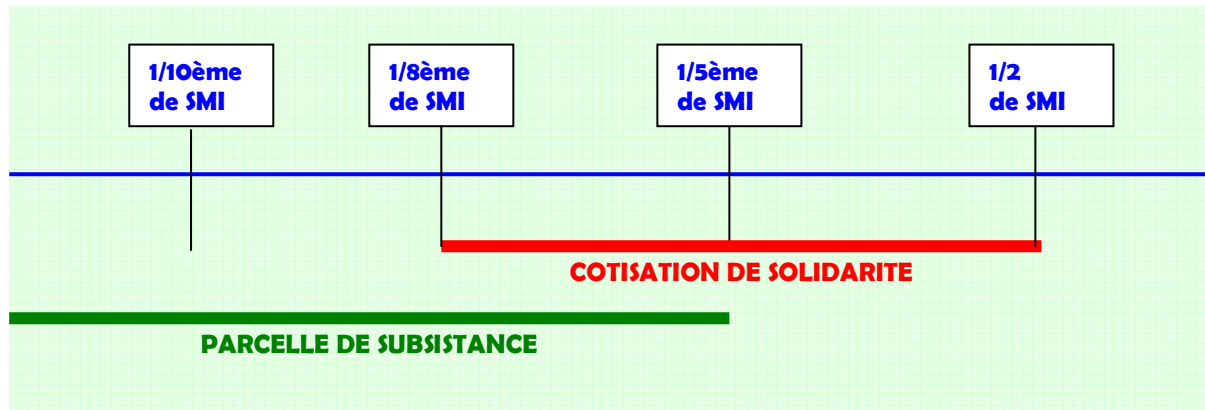 1/10ème
de SMI
1/8ème
de SMI
1/5ème
de SMI
1/2
de SMI
COTISATION DE SOLIDARITE
PARCELLE DE SUBSISTANCE